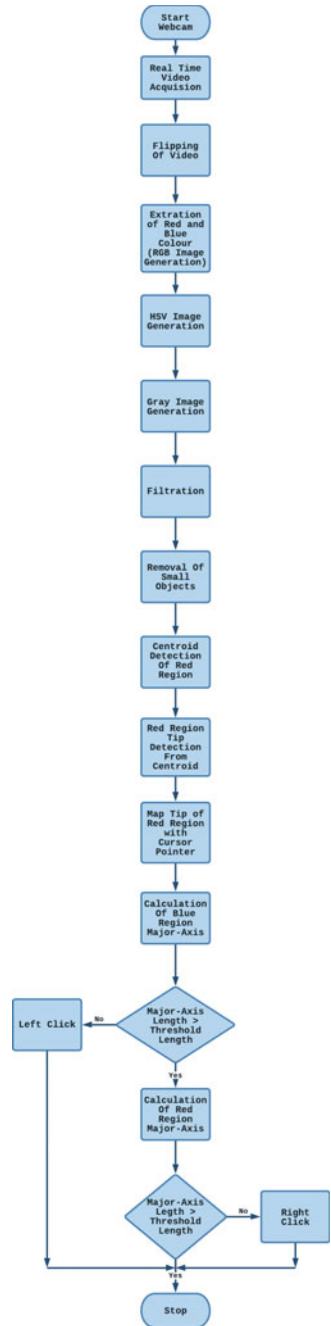 Start
Webcam
Real Time
Video
Acquision
Flipping
Of Video
Extration
of Red and
Blue
Colour
(RGB Image
Generation)
HSV Image
Generation
Gray Image
Generation
Filtration
Removal Of
Small
Objects
Centroid
Detection
Of Red
Region
Red Region
Tip
Detection
From
Centroid
Map Tip of
Red Region
with
Cursor
Pointer
Calculation
Of Blue
Region
Major-Axis
Major-Axis
Length >
Threshold
Length
No
Left Click
Yes
Calculation
Of Red
Region
Major-Axis
Major-Axis
Legth >
Threshold
Length
No
Right
Click
Yes
Stop